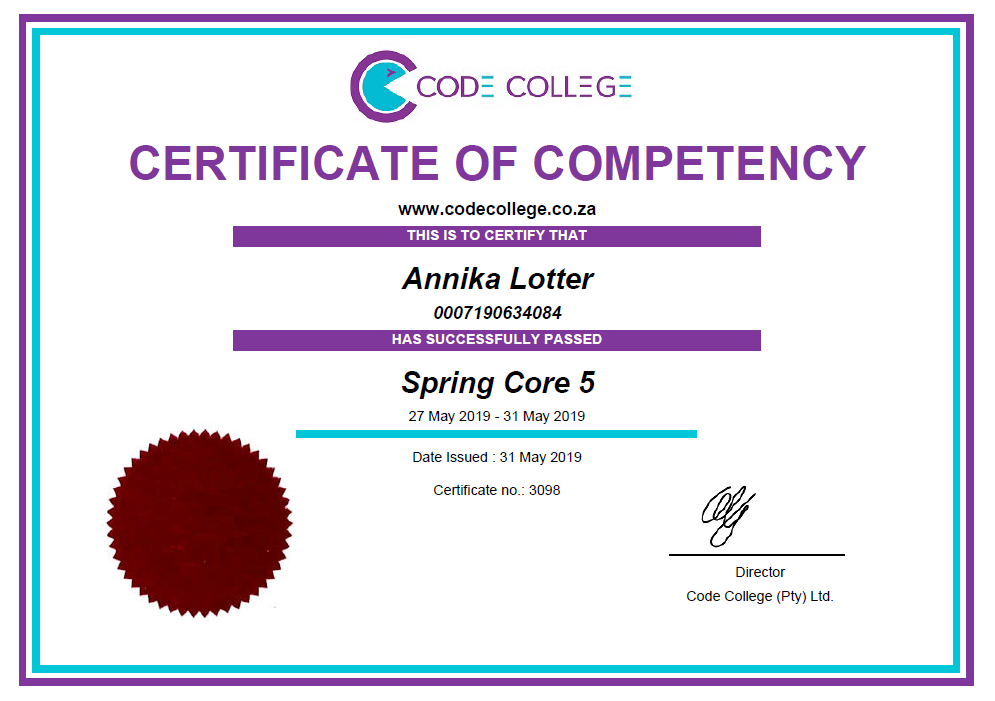 CODE COLLEGE
CERTIFICATE OF COMPETENCY
www.codecollege.co.za
THIS IS TO CERTIFY THAT
Annika Lotter
0007190634084
HAS SUCCESSFULLY PASSED
Spring Core 5
27 May 2019 - 31 May 2019
Date Issued : 31 May 2019
Certificate no.: 3098
Director
Code College (Pty) Ltd.